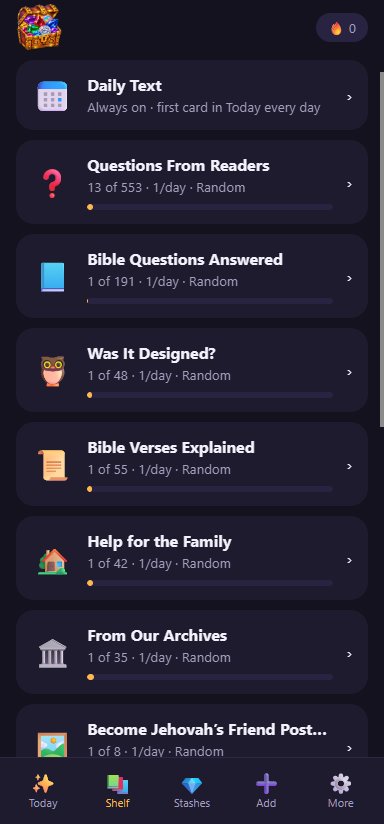 0
Daily Text
Always on · first card in Today every day
Questions From Readers
13 of 553 · 1/day · Random
Bible Questions Answered
1 of 191 · 1/day · Random
Was It Designed?
1 of 48 · 1/day · Random
Bible Verses Explained
1 of 55 · 1/day · Random
Help for the Family
1 of 42 · 1/day · Random
From Our Archives
1 of 35 · 1/day · Random
Become Jehovah’s Friend Post…
1 of 8 · 1/day · Random
Today Shelf Stashes Add More